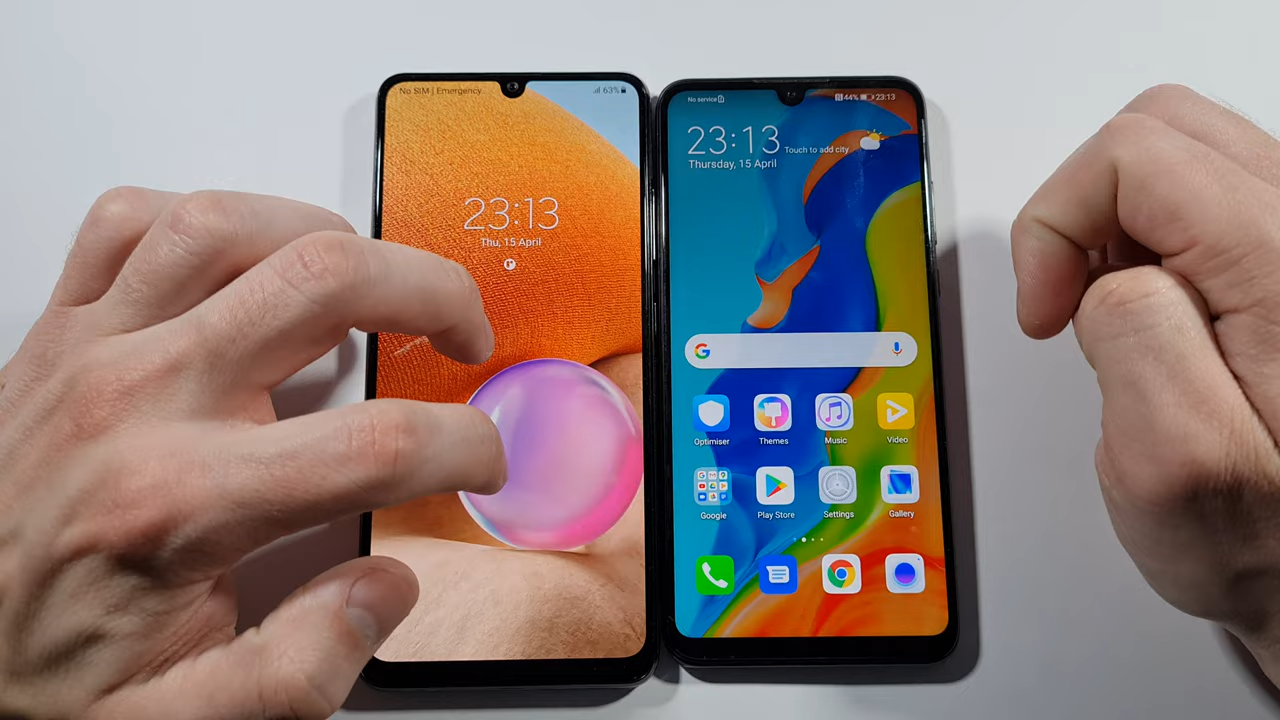 No SIM | Emergency
63%
23:13
Thu, 15 April
No service
44% 23:13
23:13
Touch to add city
Thursday, 15 April
Optimiser
Themes
Music
Video
Google
Play Store
Settings
Gallery